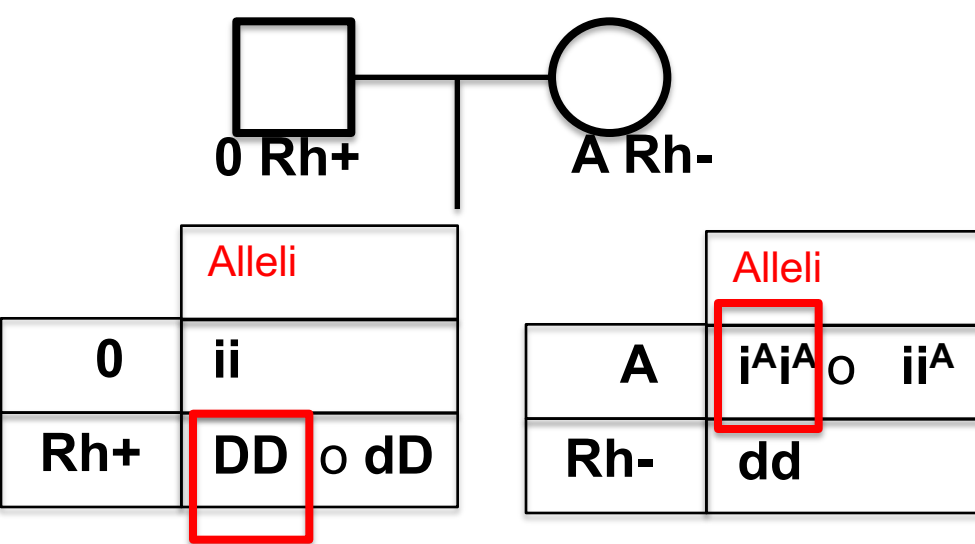 0 Rh+
A Rh-
Alleli
0 ii
Rh+ DD o dD
Alleli
A iᴬiᴬ o iiᴬ
Rh- dd